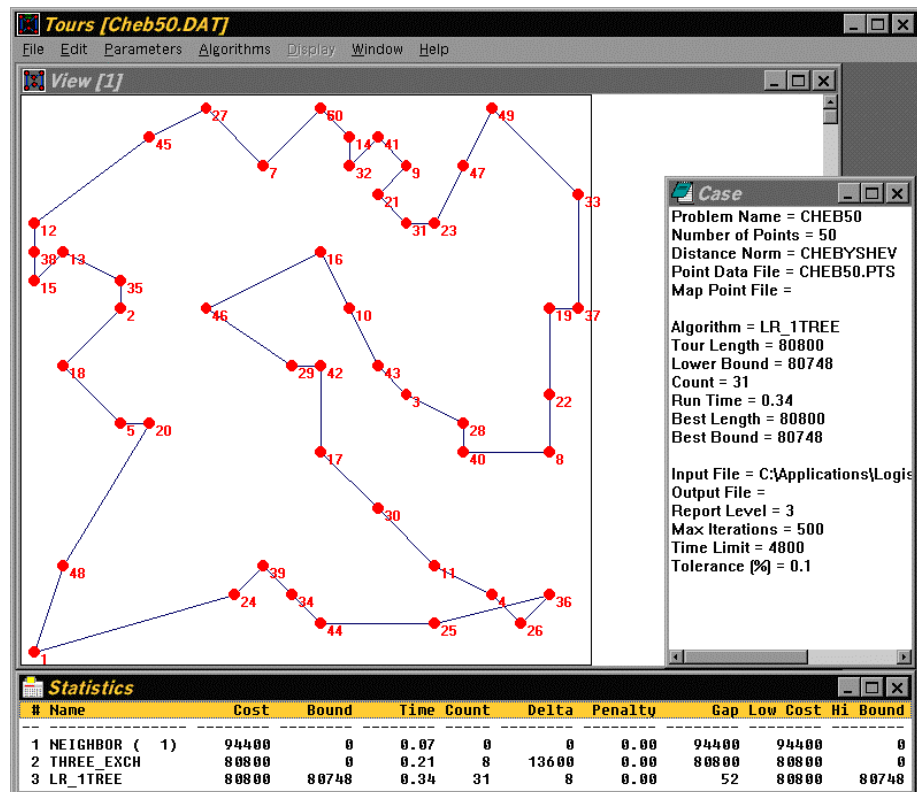 Tours [Cheb50.DAT]
File Edit Parameters Algorithms Display Window Help
View [1]
27
60
49
45
14 41
7
32
9
47
21
33
12
31 23
38 13
16
15
35
2
46
10
19 37
18
29 42
43
3
22
5 20
28
17
40
8
30
48
39
11
24
34
4
36
44
25
26
1
Case
Problem Name = CHEB50
Number of Points = 50
Distance Norm = CHEBYSHEV
Point Data File = CHEB50.PTS
Map Point File =
Algorithm = LR_1TREE
Tour Length = 80800
Lower Bound = 80748
Count = 31
Run Time = 0.34
Best Length = 80800
Best Bound = 80748
Input File = C:\Applications\Logis
Output File =
Report Level = 3
Max Iterations = 500
Time Limit = 4800
Tolerance (%) = 0.1
Statistics
# Name Cost Bound Time Count Delta Penalty Gap Low Cost Hi Bound
1 NEIGHBOR ( 1) 94400 0 0.07 0 0 0.00 94400 94400 0
2 THREE_EXCH 80800 0 0.21 8 13600 0.00 80800 80800 0
3 LR_1TREE 80800 80748 0.34 31 8 0.00 52 80800 80748